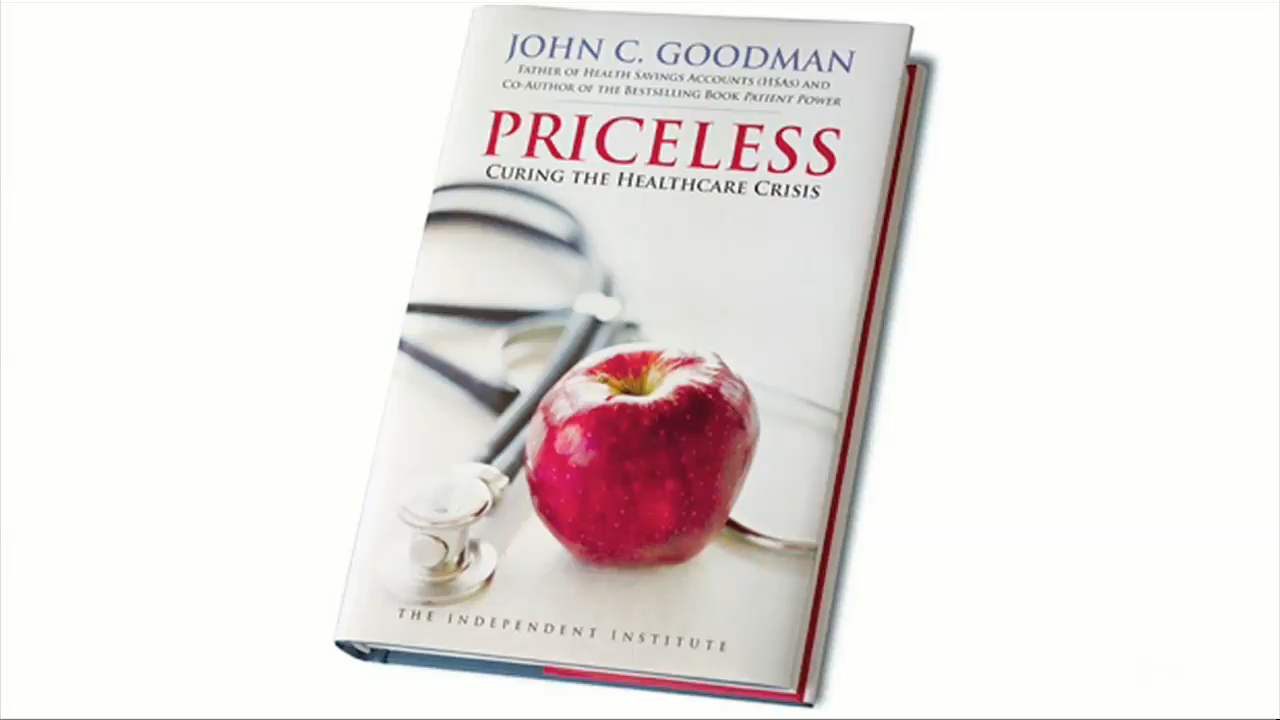 JOHN C. GOODMAN
FATHER OF HEALTH SAVINGS ACCOUNTS (HSAS) AND
CO-AUTHOR OF THE BESTSELLING BOOK PATIENT POWER
PRICELESS
CURING THE HEALTHCARE CRISIS
THE INDEPENDENT INSTITUTE